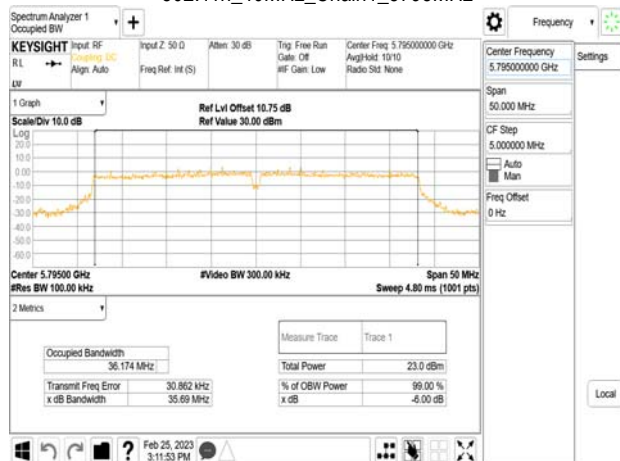 Spectrum Analyzer 1
Occupied BW
Frequency
KEYSIGHT
Input: RF
Coupling: DC
Align: Auto
Input Z: 50 Ω
Freq Ref: Int (S)
Atten: 30 dB
Trig: Free Run
Gate: Off
#IF Gain: Low
Center Freq: 5.795000000 GHz
Avg|Hold: 10/10
Radio Std: None
RL
1 Graph
Scale/Div 10.0 dB
Ref Lvl Offset 10.75 dB
Ref Value 30.00 dBm
Log
20.0
10.0
0.00
-10.0
-20.0
-30.0
-40.0
-50.0
-60.0
Center 5.79500 GHz
#Res BW 100.00 kHz
#Video BW 300.00 kHz
Span 50 MHz
Sweep 4.80 ms (1001 pts)
2 Metrics
Measure Trace
Trace 1
Occupied Bandwidth
36.174 MHz
Total Power
23.0 dBm
Transmit Freq Error
30.862 kHz
% of OBW Power
99.00 %
x dB Bandwidth
35.69 MHz
x dB
-6.00 dB
Feb 25, 2023
3:11:53 PM
Center Frequency
5.795000000 GHz
Settings
Span
50.000 MHz
CF Step
5.000000 MHz
Auto
Man
Freq Offset
0 Hz
Local